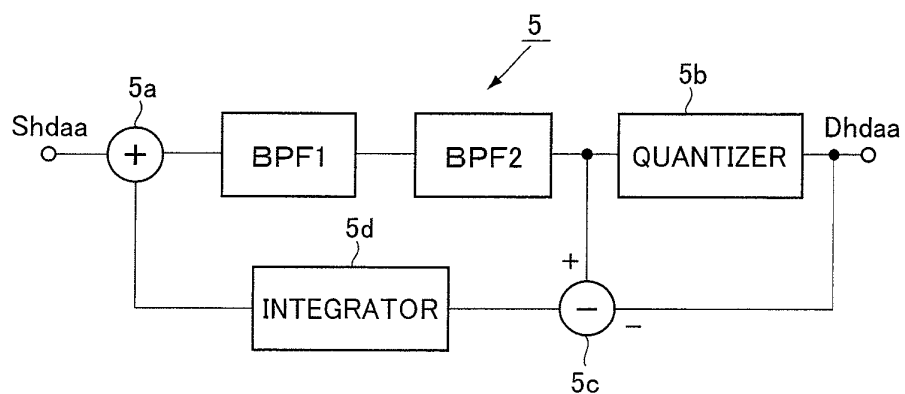 5
5a
5b
Shdaa
Dhdaa
+
BPF1
BPF2
QUANTIZER
5d
+
INTEGRATOR
−
−
5c